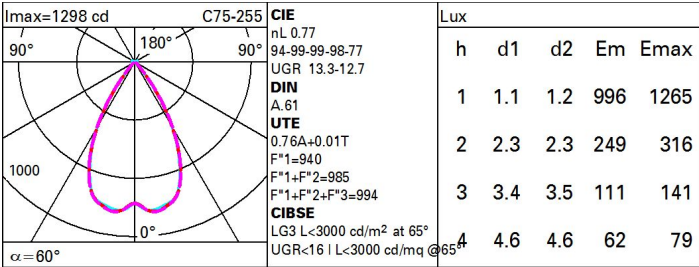 Imax=1298 cd C75-255
90° 180° 90°
1000
0°
α=60°
CIE
nL 0.77
94-99-99-98-77
UGR 13.3-12.7
DIN
A.61
UTE
0.76A+0.01T
F"1=940
F"1+F"2=985
F"1+F"2+F"3=994
CIBSE
LG3 L<3000 cd/m² at 65°
UGR<16 | L<3000 cd/mq @65°
Lux
h d1 d2 Em Emax
1 1.1 1.2 996 1265
2 2.3 2.3 249 316
3 3.4 3.5 111 141
4 4.6 4.6 62 79